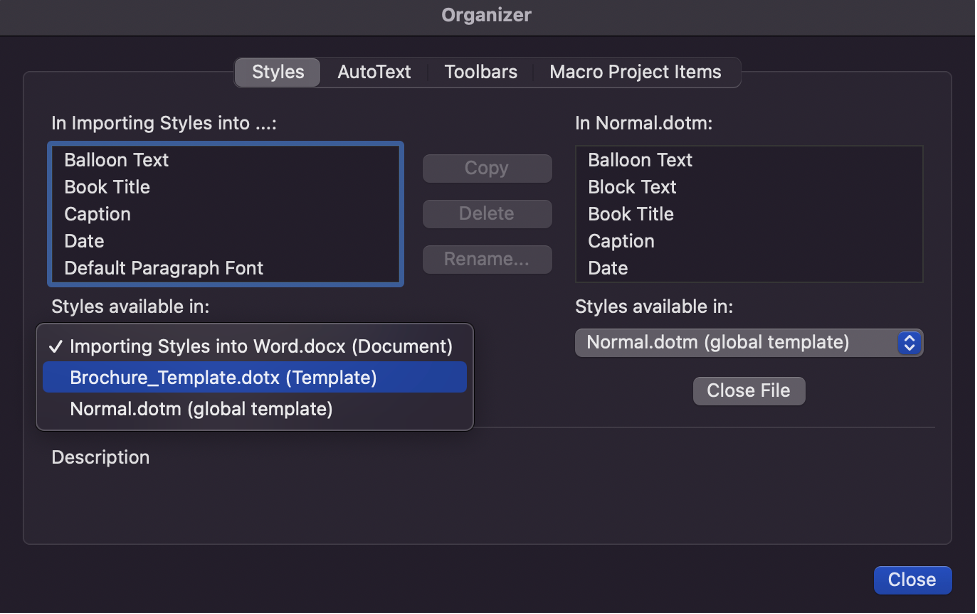 Organizer
Styles AutoText Toolbars Macro Project Items
In Importing Styles into ...:
Balloon Text
Book Title
Caption
Date
Default Paragraph Font
Styles available in:
✓ Importing Styles into Word.docx (Document)
Brochure_Template.dotx (Template)
Normal.dotm (global template)
Copy
Delete
Rename...
In Normal.dotm:
Balloon Text
Block Text
Book Title
Caption
Date
Styles available in:
Normal.dotm (global template)
Close File
Description
Close